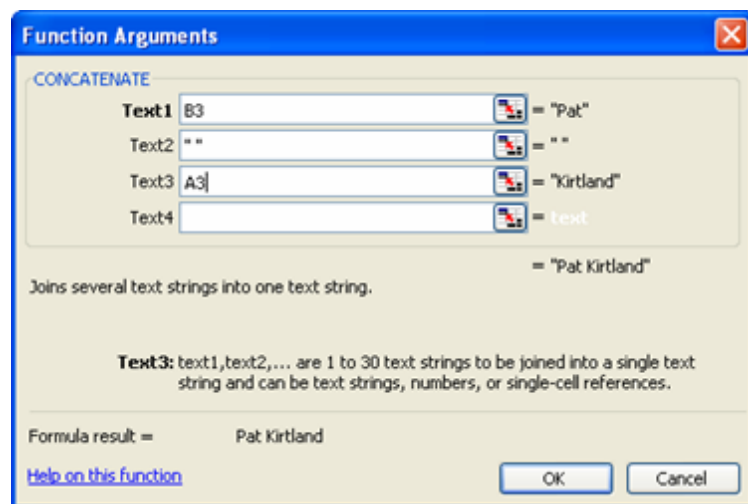 Function Arguments
CONCATENATE
Text1 B3 = "Pat"
Text2 " " = " "
Text3 A3 = "Kirtland"
Text4 = text
= "Pat Kirtland"
Joins several text strings into one text string.
Text3: text1,text2,... are 1 to 30 text strings to be joined into a single text
string and can be text strings, numbers, or single-cell references.
Formula result = Pat Kirtland
Help on this function OK Cancel